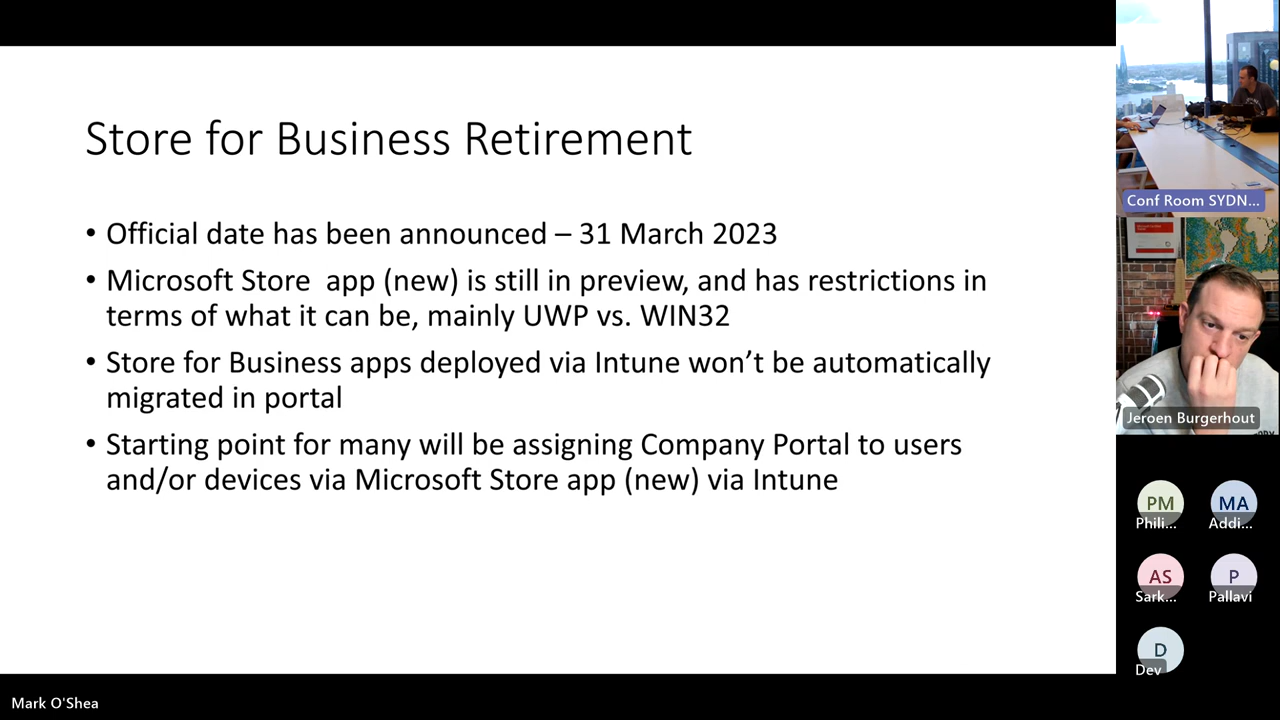 Store for Business Retirement
• Official date has been announced – 31 March 2023
• Microsoft Store  app (new) is still in preview, and has restrictions in
terms of what it can be, mainly UWP vs. WIN32
• Store for Business apps deployed via Intune won’t be automatically
migrated in portal
• Starting point for many will be assigning Company Portal to users
and/or devices via Microsoft Store app (new) via Intune
Conf Room SYDN...
Jeroen Burgerhout
PM
Phili...
MA
Addi...
AS
Sark...
P
Pallavi
D
Dev
Mark O'Shea